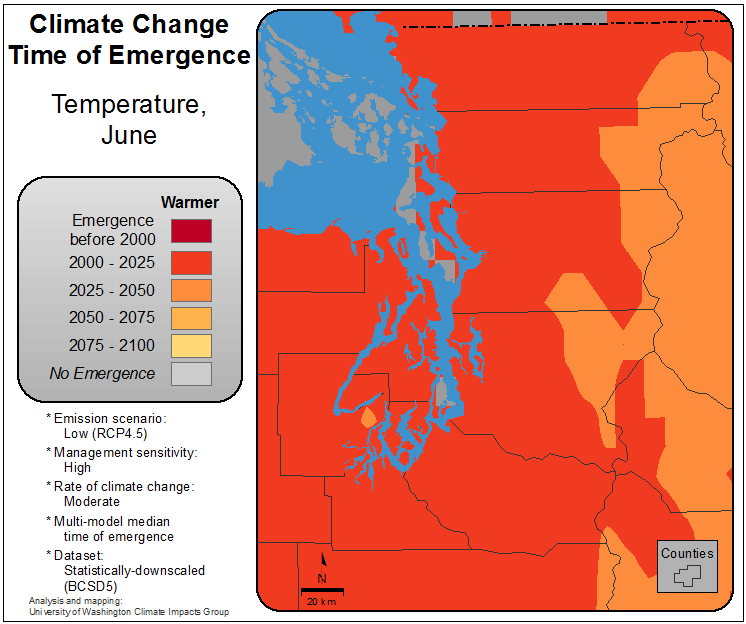 Climate Change
Time of Emergence
Temperature,
June
Warmer
Emergence
before 2000
2000 - 2025
2025 - 2050
2050 - 2075
2075 - 2100
No Emergence
* Emission scenario:
Low (RCP4.5)
* Management sensitivity:
High
* Rate of climate change:
Moderate
* Multi-model median
time of emergence
* Dataset:
Statistically-downscaled
(BCSD5)
Analysis and mapping:
University of Washington Climate Impacts Group
N
20 km
Counties